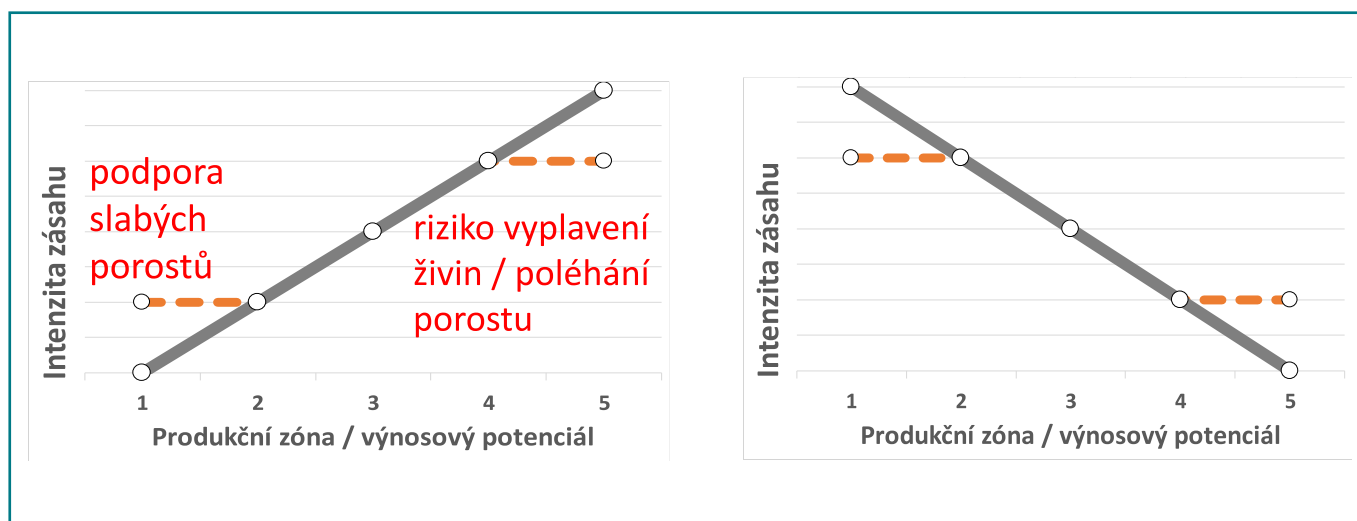 Intenzita zásahu
podpora
slabých
porostů
riziko vyplavení
živin / poléhání
porostu
1 2 3 4 5
Produkční zóna / výnosový potenciál
Intenzita zásahu
1 2 3 4 5
Produkční zóna / výnosový potenciál